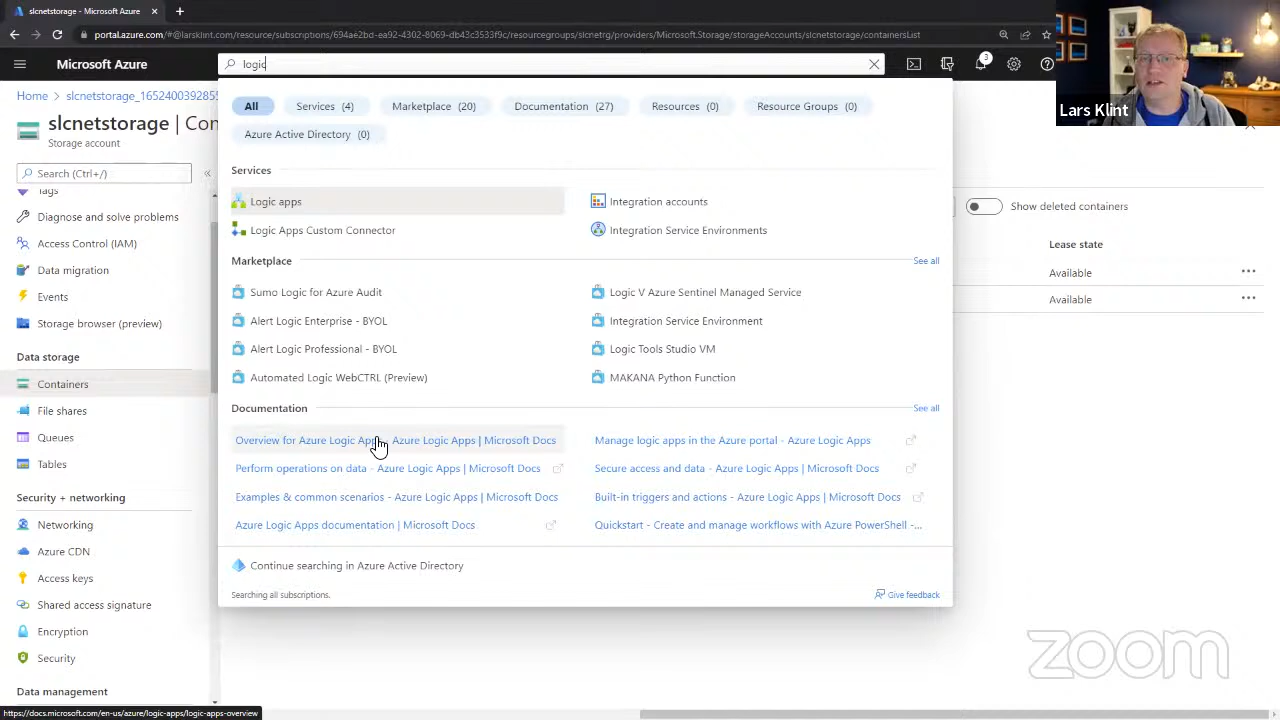 slcnetstorage - Microsoft Azure
portal.azure.com/#@larsklint.com/resource/subscriptions/694ae2bd-ea92-4302-8069-db43c3533f9c/resourcegroups/slcnetrg/providers/Microsoft.Storage/storageAccounts/slcnetstorage/containersList
Microsoft Azure
logic
3
Lars Klint
Home > slcnetstorage_1652400392855
slcnetstorage | Con
Storage account
Search (Ctrl+/)
Tags
Diagnose and solve problems
Access Control (IAM)
Data migration
Events
Storage browser (preview)
Data storage
Containers
File shares
Queues
Tables
Security + networking
Networking
Azure CDN
Access keys
Shared access signature
Encryption
Security
Data management
All
Services (4)
Marketplace (20)
Documentation (27)
Resources (0)
Resource Groups (0)
Azure Active Directory (0)
Services
Logic apps
Integration accounts
Logic Apps Custom Connector
Integration Service Environments
Marketplace
See all
Sumo Logic for Azure Audit
Logic V Azure Sentinel Managed Service
Alert Logic Enterprise - BYOL
Integration Service Environment
Alert Logic Professional - BYOL
Logic Tools Studio VM
Automated Logic WebCTRL (Preview)
MAKANA Python Function
Documentation
See all
Overview for Azure Logic Apps - Azure Logic Apps | Microsoft Docs
Manage logic apps in the Azure portal - Azure Logic Apps
Perform operations on data - Azure Logic Apps | Microsoft Docs
Secure access and data - Azure Logic Apps | Microsoft Docs
Examples & common scenarios - Azure Logic Apps | Microsoft Docs
Built-in triggers and actions - Azure Logic Apps | Microsoft Docs
Azure Logic Apps documentation | Microsoft Docs
Quickstart - Create and manage workflows with Azure PowerShell -...
Continue searching in Azure Active Directory
Searching all subscriptions.
Give feedback
Show deleted containers
Lease state
Available
Available
zoom
https://docs.microsoft.com/en-us/azure/logic-apps/logic-apps-overview